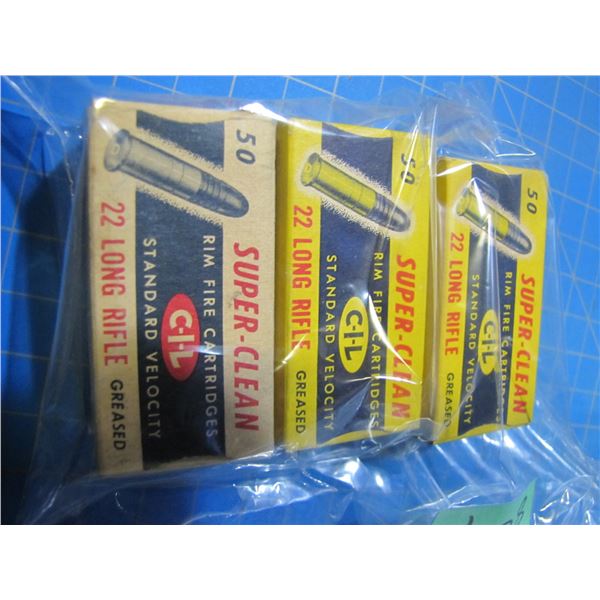 50
SUPER-CLEAN
RIM FIRE CARTRIDGES
C-I-L
STANDARD VELOCITY
22 LONG RIFLE GREASED
50
SUPER-CLEAN
RIM FIRE CARTRIDGES
C-I-L
STANDARD VELOCITY
22 LONG RIFLE GREASED
50
SUPER-CLEAN
RIM FIRE CARTRIDGES
C-I-L
STANDARD VELOCITY
22 LONG RIFLE GREASED